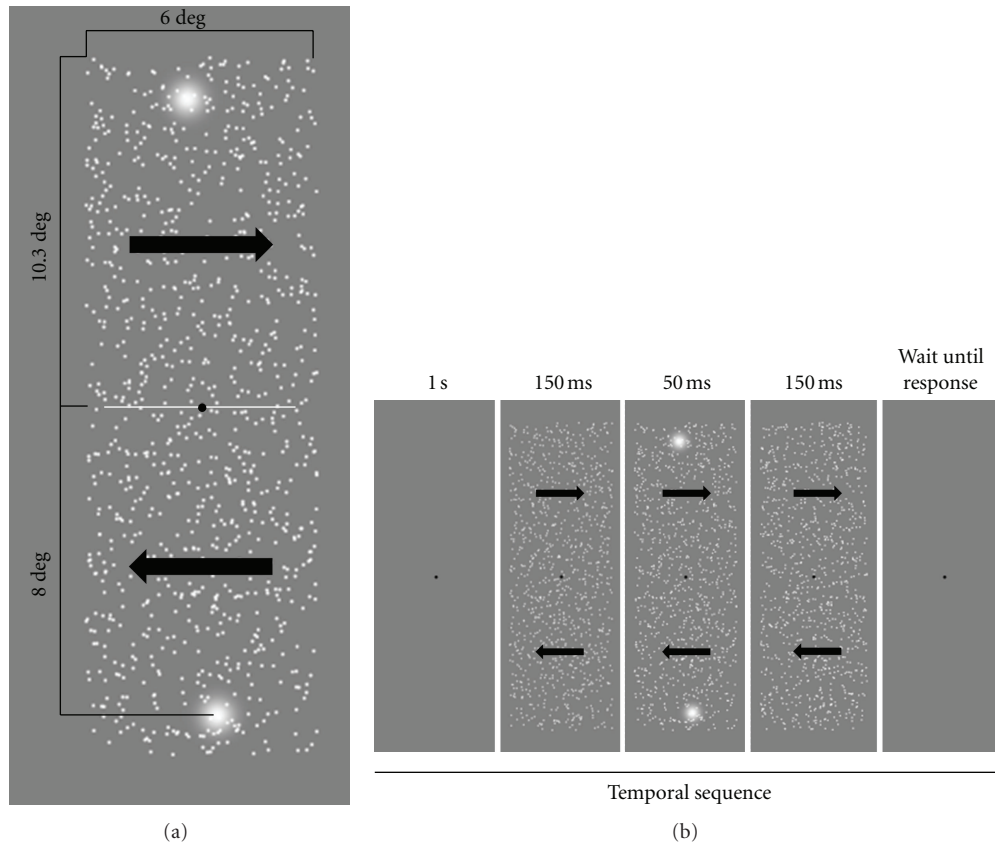 6 deg
10.3 deg
8 deg
(a)
1 s
150 ms
50 ms
150 ms
Wait until
response
Temporal sequence
(b)